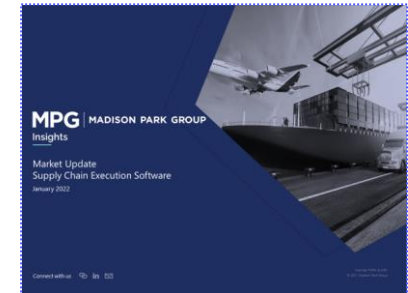 MPG | MADISON PARK GROUP
Insights
Market Update
Supply Chain Execution Software
January 2022
Connect with us